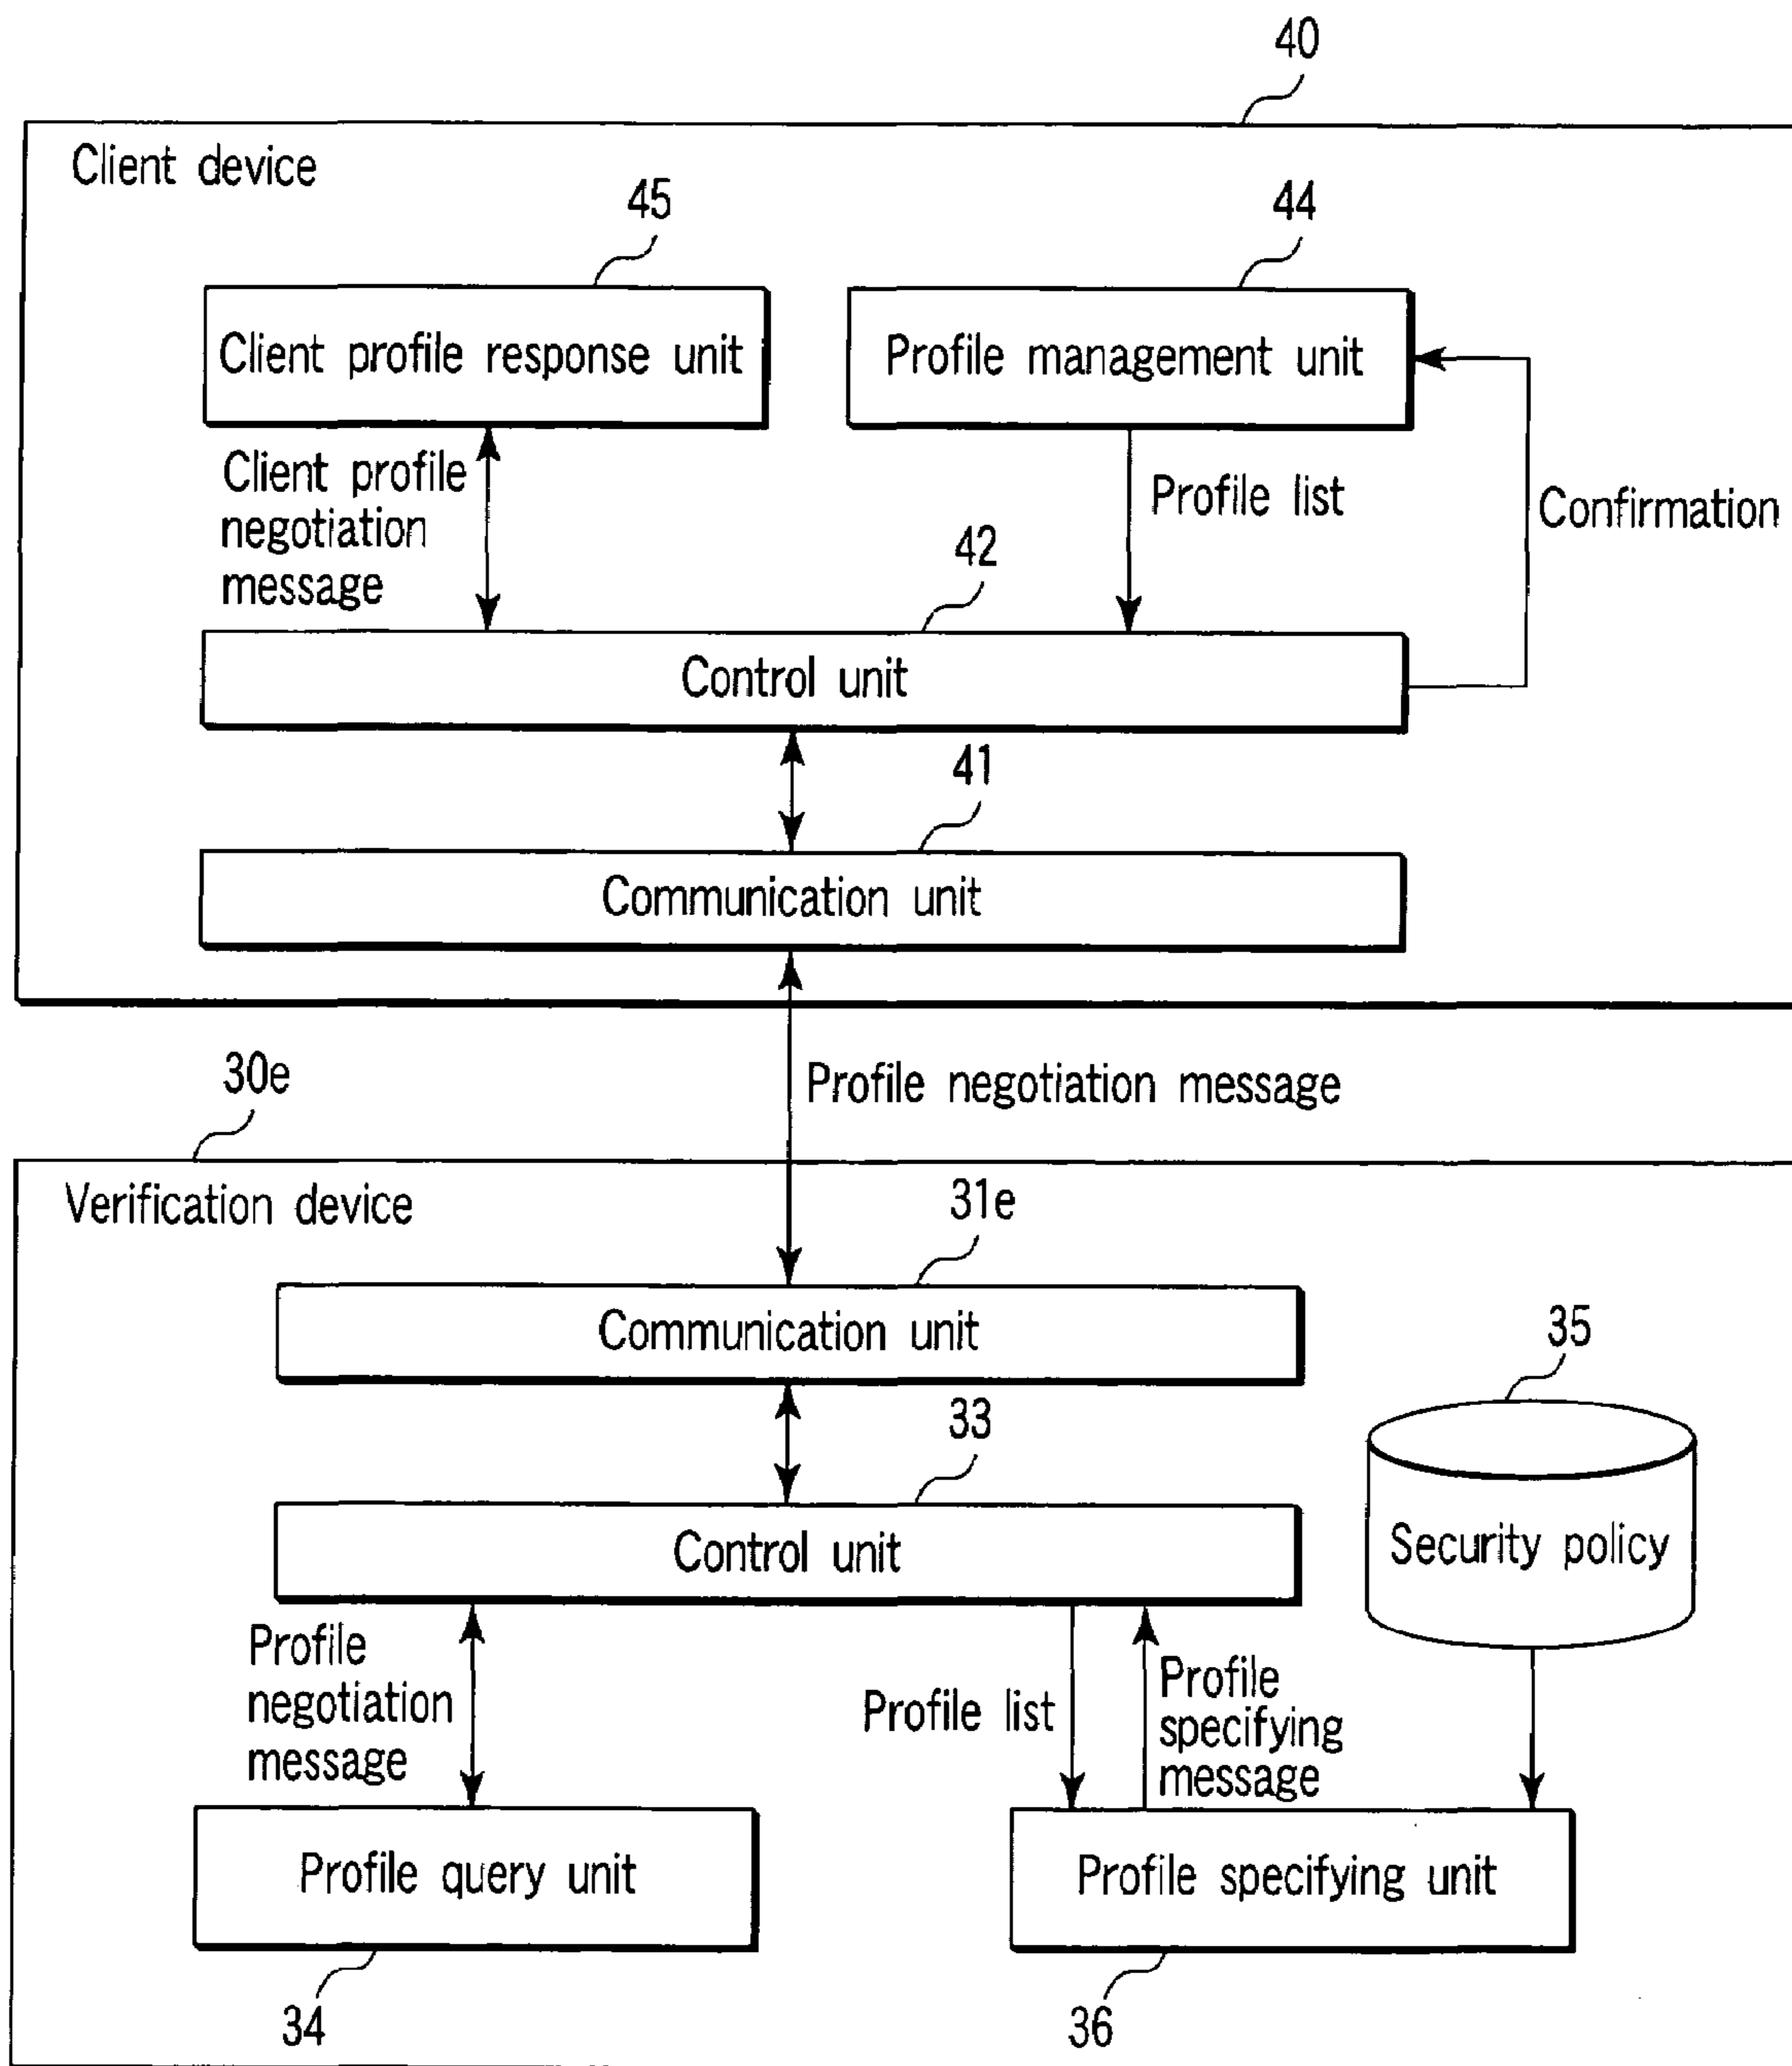 40
Client device
45
44
Client profile response unit
Profile management unit
Client profile
negotiation
message
Profile list
Confirmation
42
Control unit
41
Communication unit
30e
Profile negotiation message
Verification device
31e
Communication unit
35
33
Control unit
Security policy
Profile
negotiation
message
Profile list
Profile
specifying
message
Profile query unit
Profile specifying unit
34
36